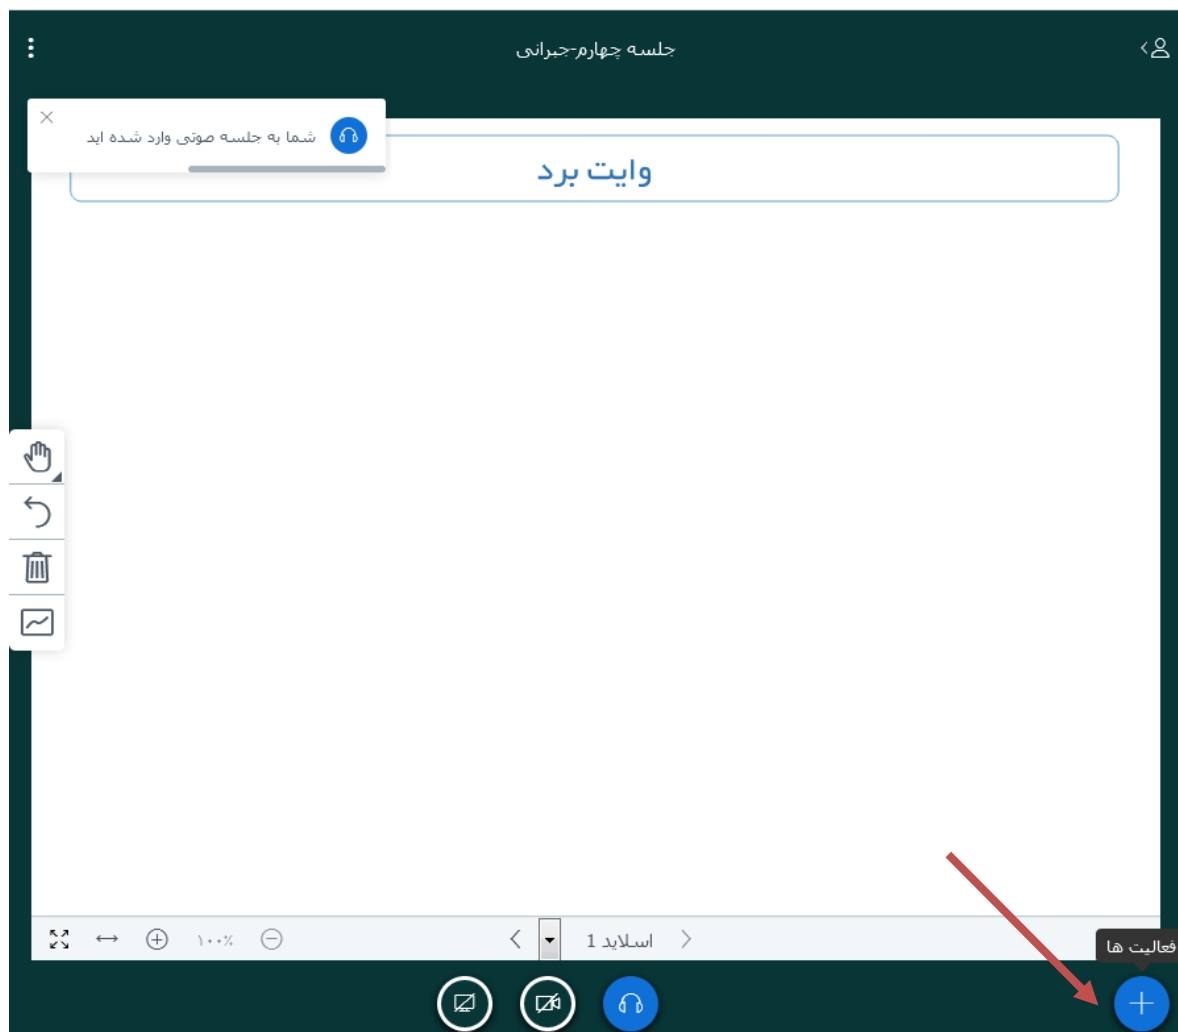 جلسه چهارم-جبرانی
شما به جلسه صوتی وارد شده اید
وایت برد
اسلاید 1
۱۰۰%
فعالیت ها